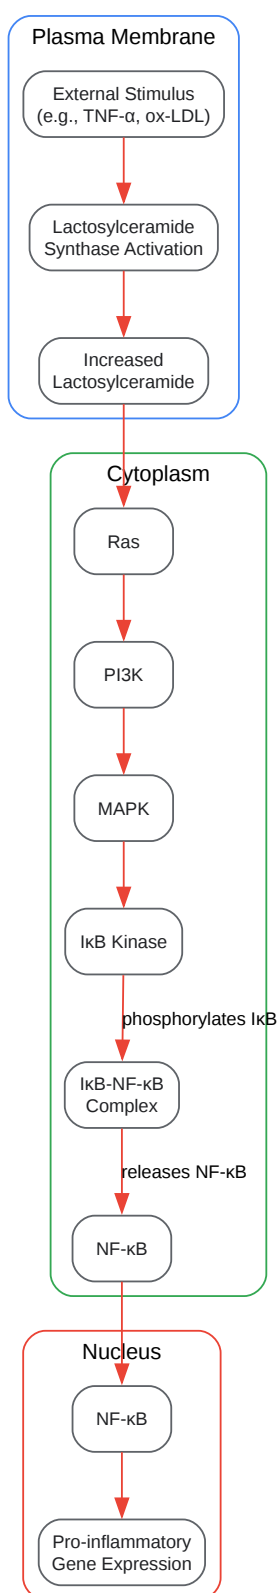 Plasma Membrane
External Stimulus
(e.g., TNF-α, ox-LDL)
Lactosylceramide
Synthase Activation
Increased
Lactosylceramide
Cytoplasm
Ras
PI3K
MAPK
IκB Kinase
phosphorylates IκB
IκB-NF-κB
Complex
releases NF-κB
NF-κB
Nucleus
NF-κB
Pro-inflammatory
Gene Expression